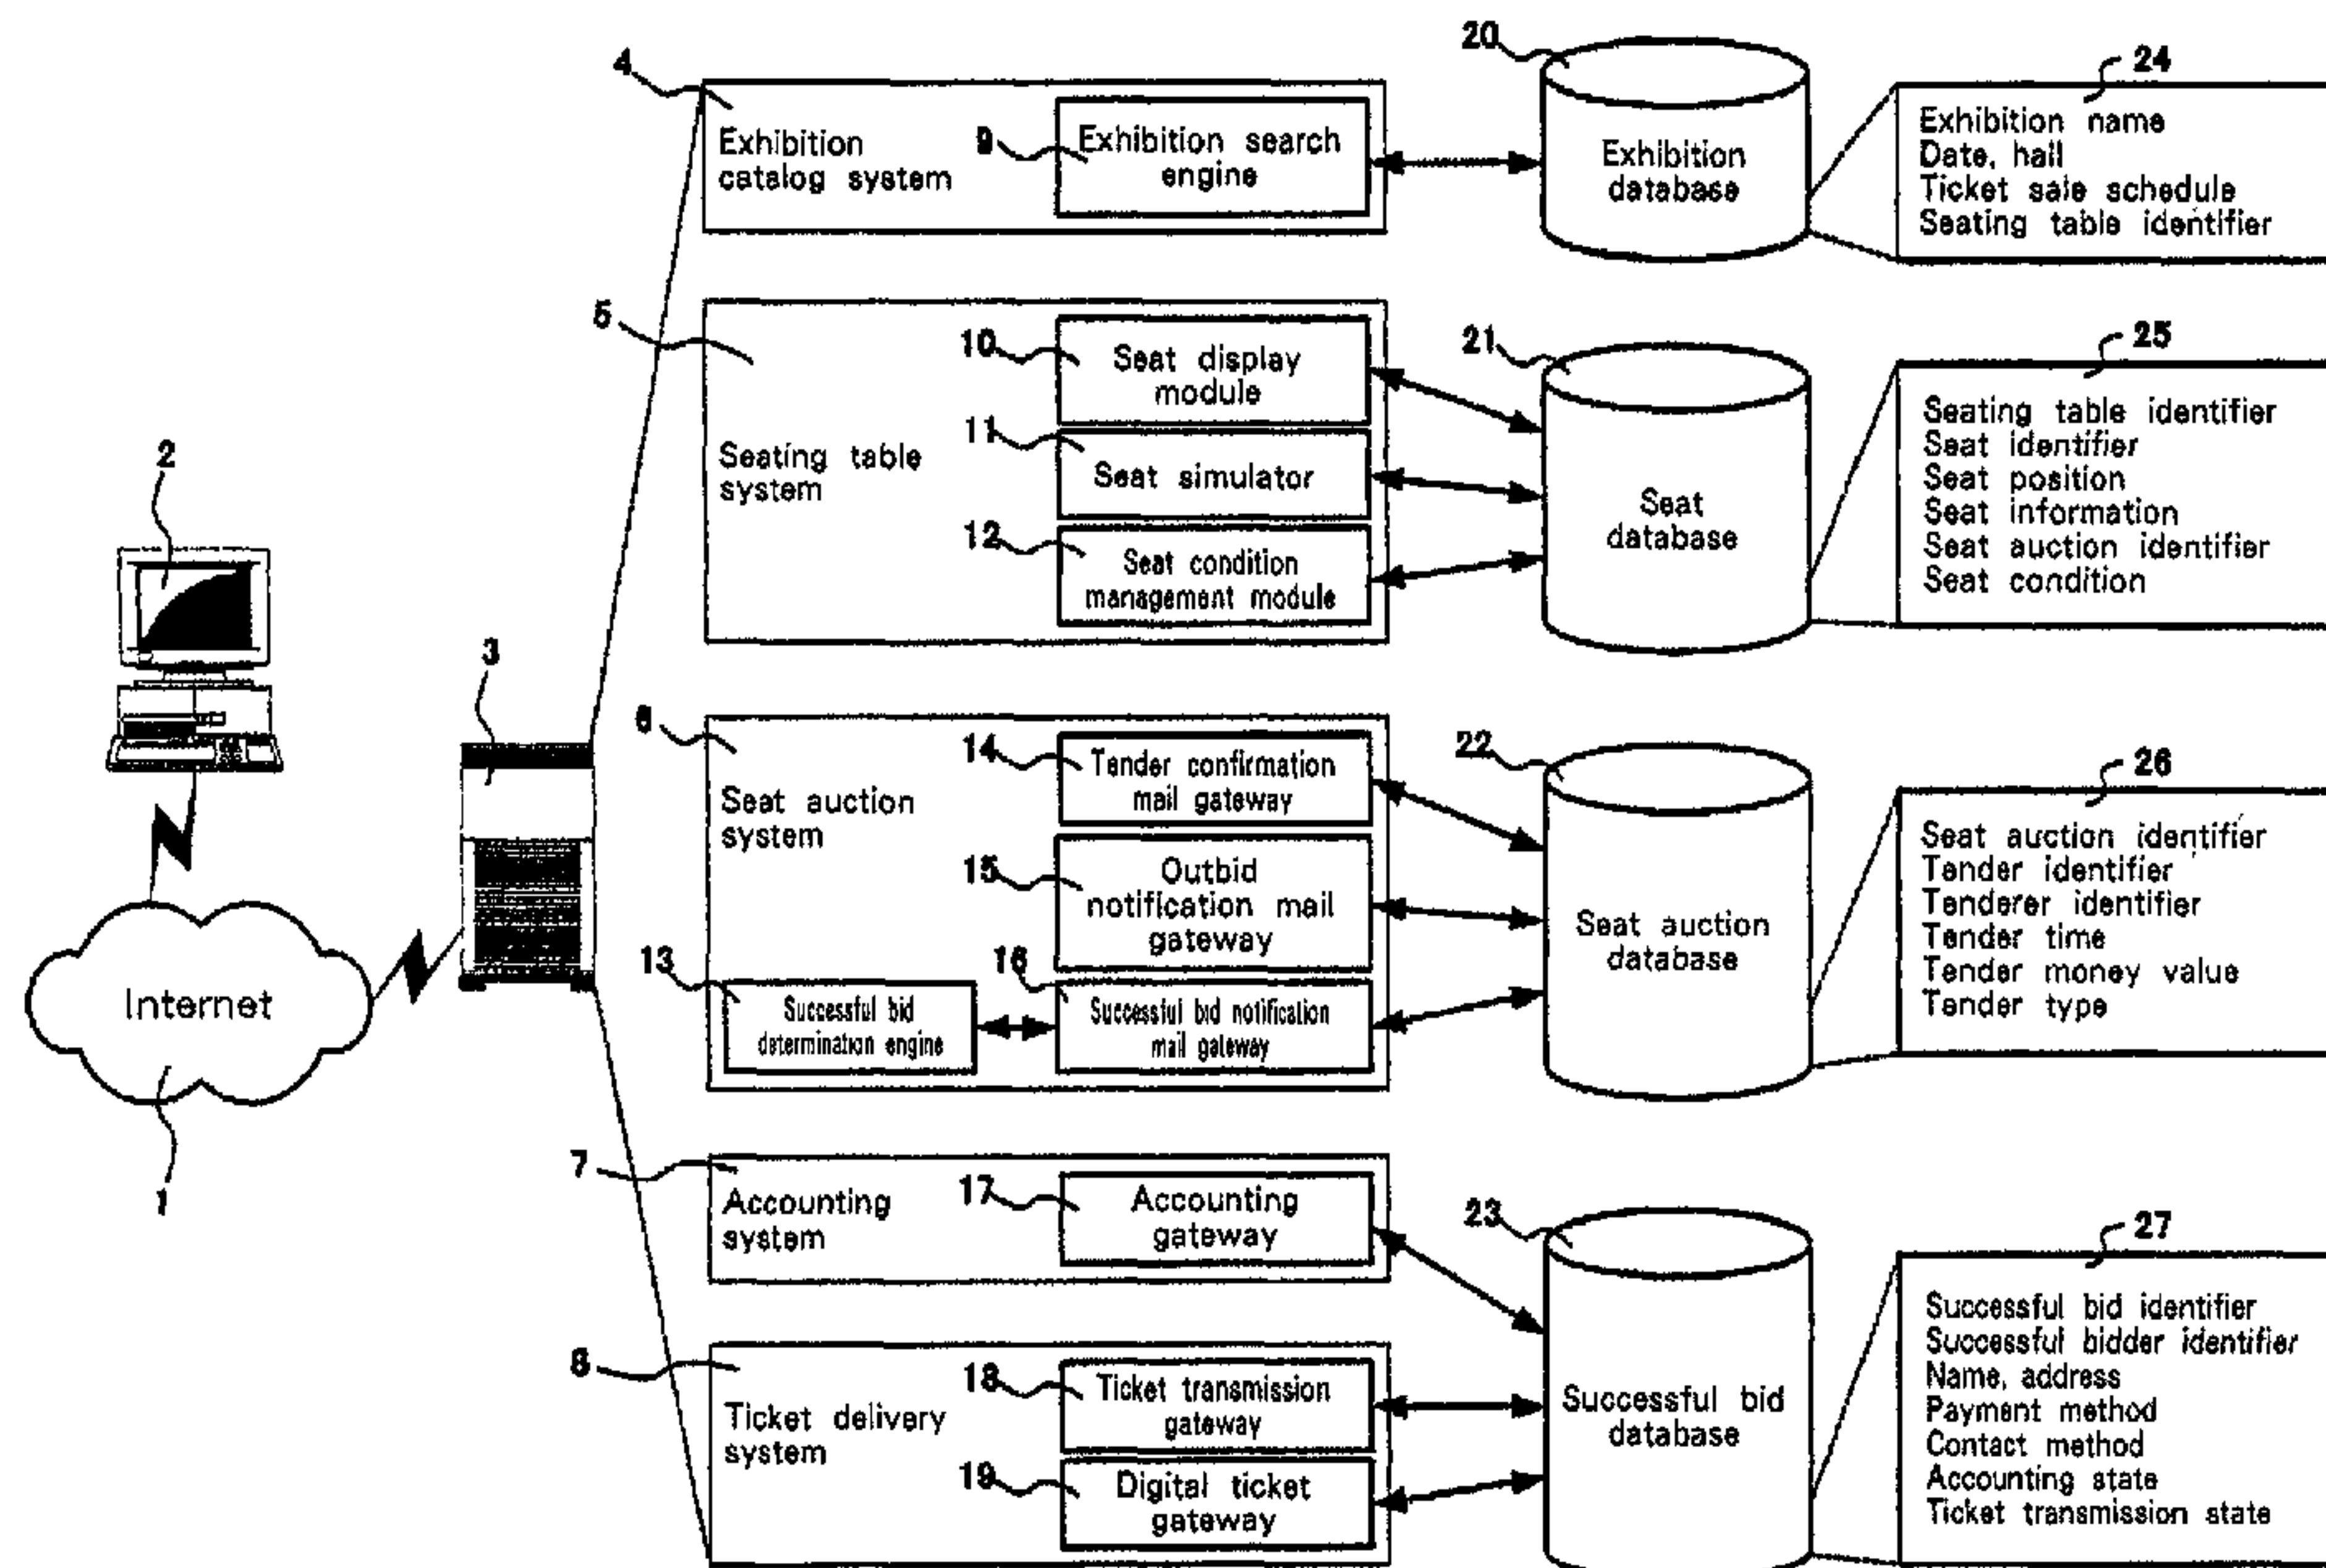 4
Exhibition
catalog system
9
Exhibition search
engine
20
Exhibition
database
24
Exhibition name
Date, hall
Ticket sale schedule
Seating table identifier
5
Seating table
system
10
Seat display
module
11
Seat simulator
12
Seat condition
management module
21
Seat
database
25
Seating table identifier
Seat identifier
Seat position
Seat information
Seat auction identifier
Seat condition
2
3
Internet
1
6
Seat auction
system
14
Tender confirmation
mail gateway
15
Outbid
notification mail
gateway
13
Successful bid
determination engine
16
Successful bid notification
mail gateway
22
Seat auction
database
26
Seat auction identifier
Tender identifier
Tenderer identifier
Tender time
Tender money value
Tender type
7
Accounting
system
17
Accounting
gateway
8
Ticket delivery
system
18
Ticket transmission
gateway
19
Digital ticket
gateway
23
Successful bid
database
27
Successful bid identifier
Successful bidder identifier
Name, address
Payment method
Contact method
Accounting state
Ticket transmission state